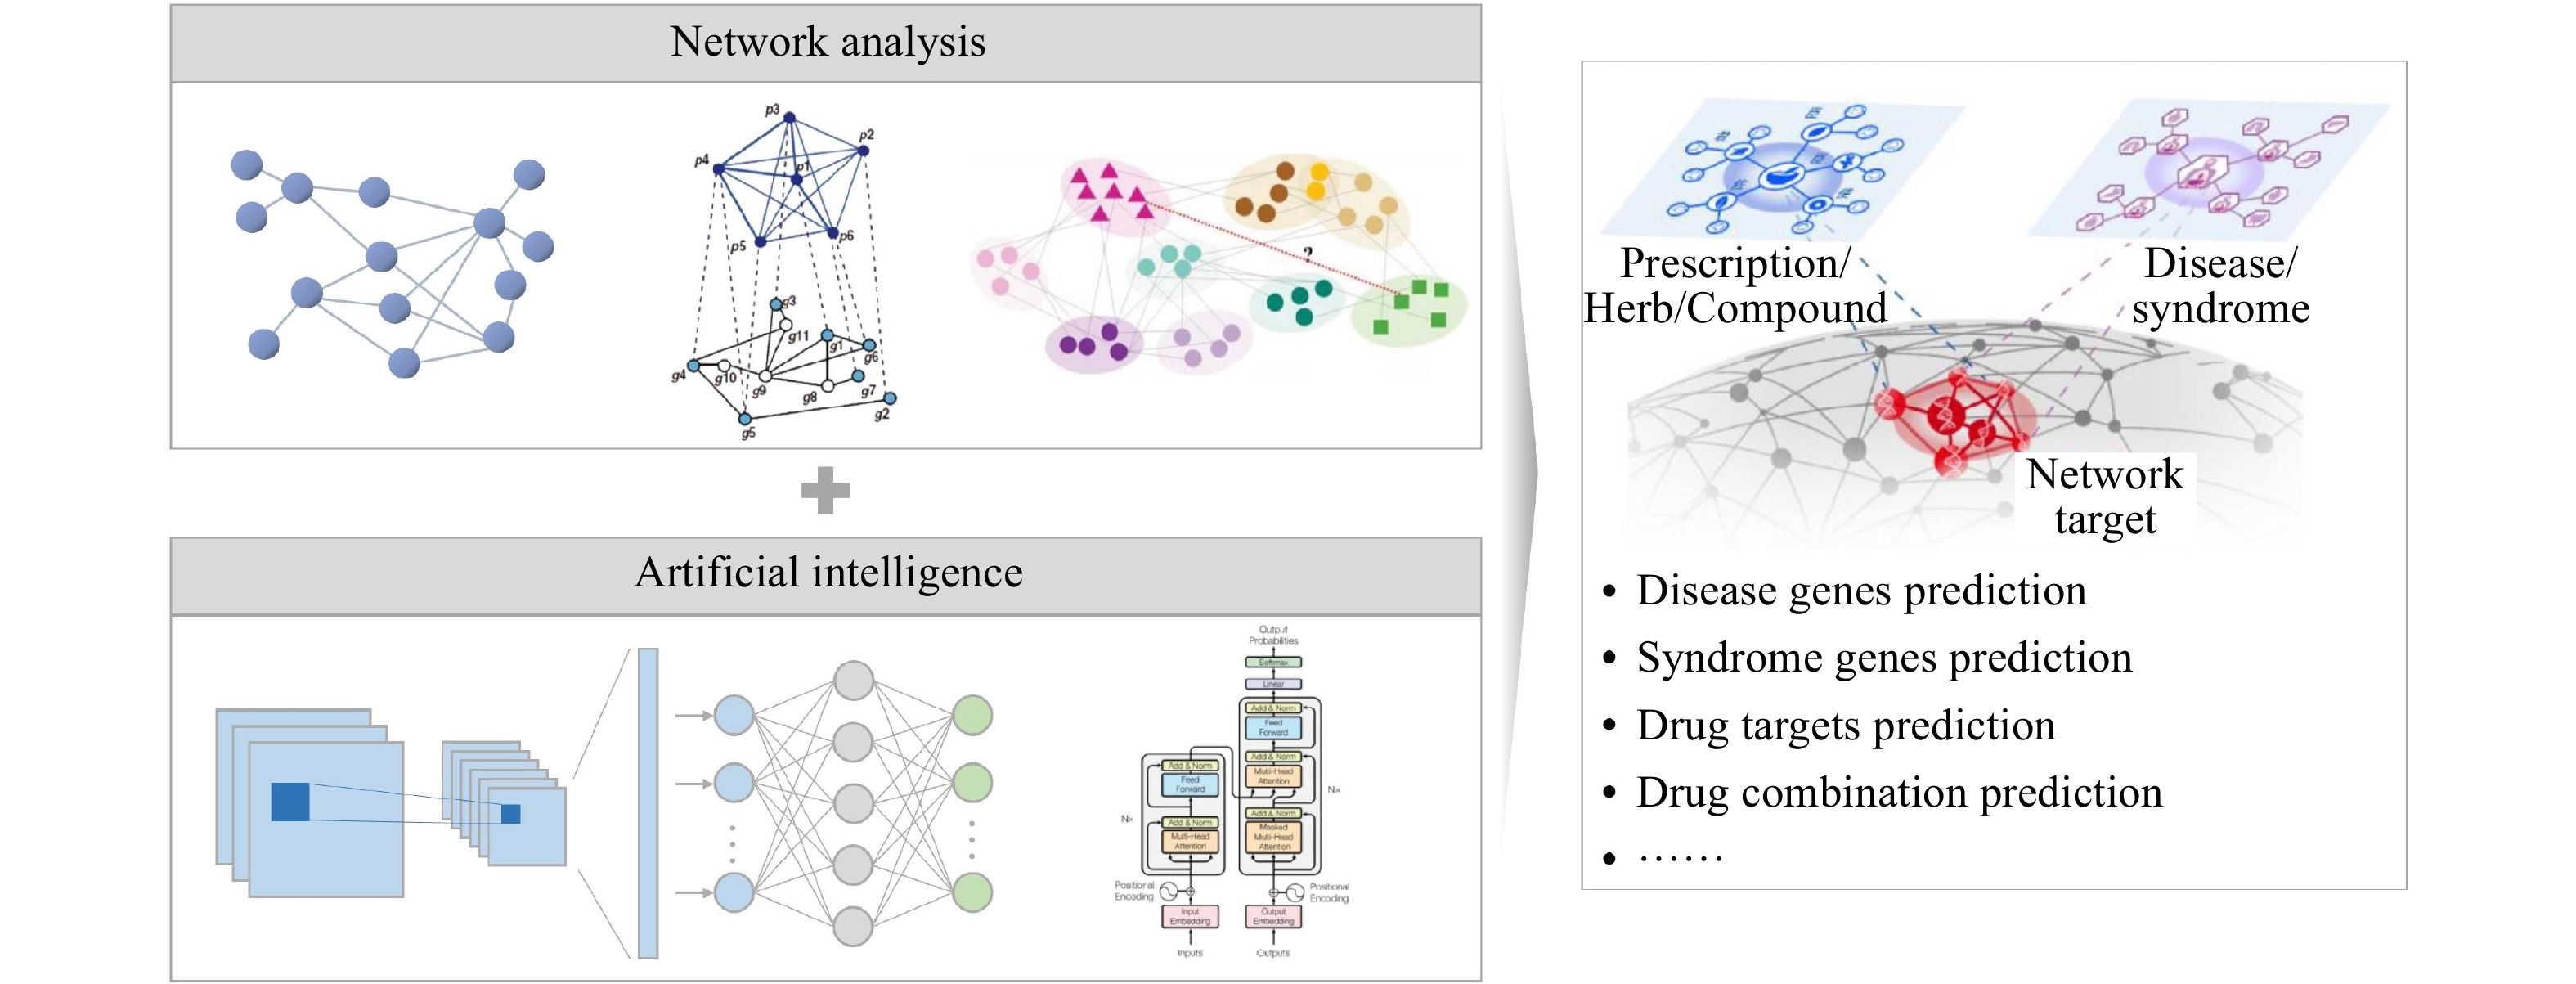 Network analysis
p3
p2
p4
p1
p5
p6
g3
g11
g1
g6
g4
g10
g9
g8
g7
g2
g5
?
Artificial intelligence
Output
Probabilities
Softmax
Linear
Add & Norm
Feed
Forward
Add & Norm
Multi-Head
Attention
Add & Norm
Feed
Forward
Nx
Nx
Add & Norm
Masked
Multi-Head
Attention
Add & Norm
Multi-Head
Attention
Positional
Encoding
Positional
Encoding
Input
Embedding
Output
Embedding
Inputs
Outputs
Prescription/
Herb/Compound
Disease/
syndrome
Network
target
• Disease genes prediction
• Syndrome genes prediction
• Drug targets prediction
• Drug combination prediction
• ······